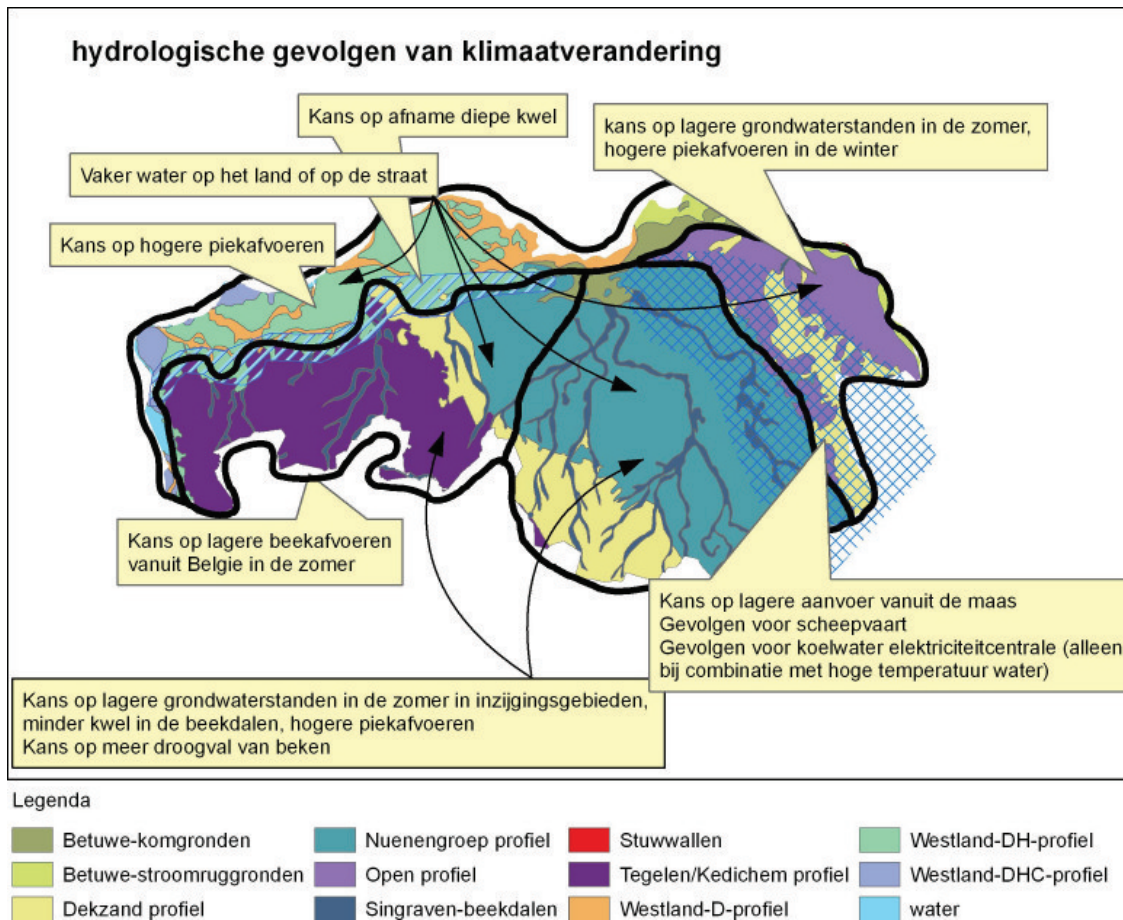 hydrologische gevolgen van klimaatverandering
Kans op afname diepe kwel
kans op lagere grondwaterstanden in de zomer,
hogere piekafvoeren in de winter
Vaker water op het land of op de straat
Kans op hogere piekafvoeren
Kans op lagere beekafvoeren
vanuit Belgie in de zomer
Kans op lagere aanvoer vanuit de maas
Gevolgen voor scheepvaart
Gevolgen voor koelwater elektriciteitcentrale (alleen
bij combinatie met hoge temperatuur water)
Kans op lagere grondwaterstanden in de zomer in inzijgingsgebieden,
minder kwel in de beekdalen, hogere piekafvoeren
Kans op meer droogval van beken
Legenda
Betuwe-komgronden
Betuwe-stroomruggronden
Dekzand profiel
Nuenengroep profiel
Open profiel
Singraven-beekdalen
Stuwwallen
Tegelen/Kedichem profiel
Westland-D-profiel
Westland-DH-profiel
Westland-DHC-profiel
water